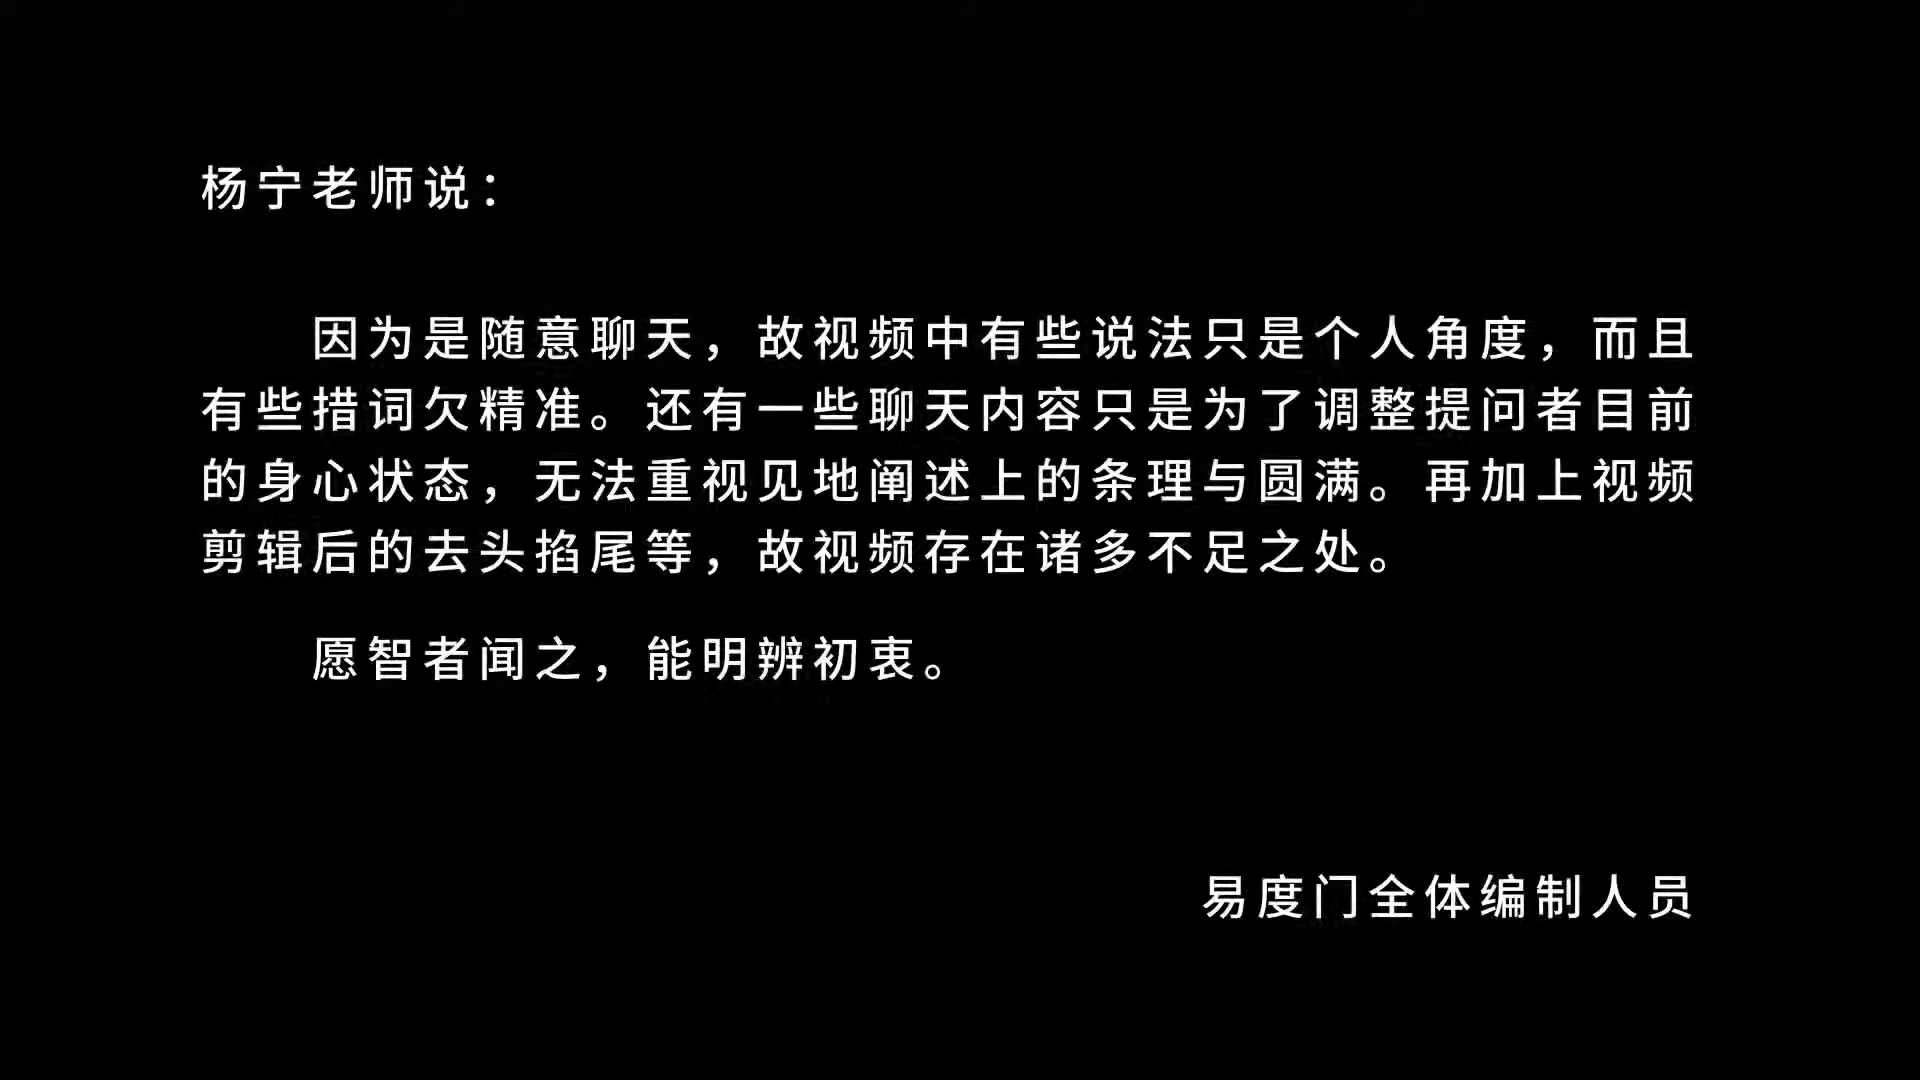 杨宁老师说：
因为是随意聊天，故视频中有些说法只是个人角度，而且
有些措词欠精准。还有一些聊天内容只是为了调整提问者目前
的身心状态，无法重视见地阐述上的条理与圆满。再加上视频
剪辑后的去头掐尾等，故视频存在诸多不足之处。
愿智者闻之，能明辨初衷。
易度门全体编制人员